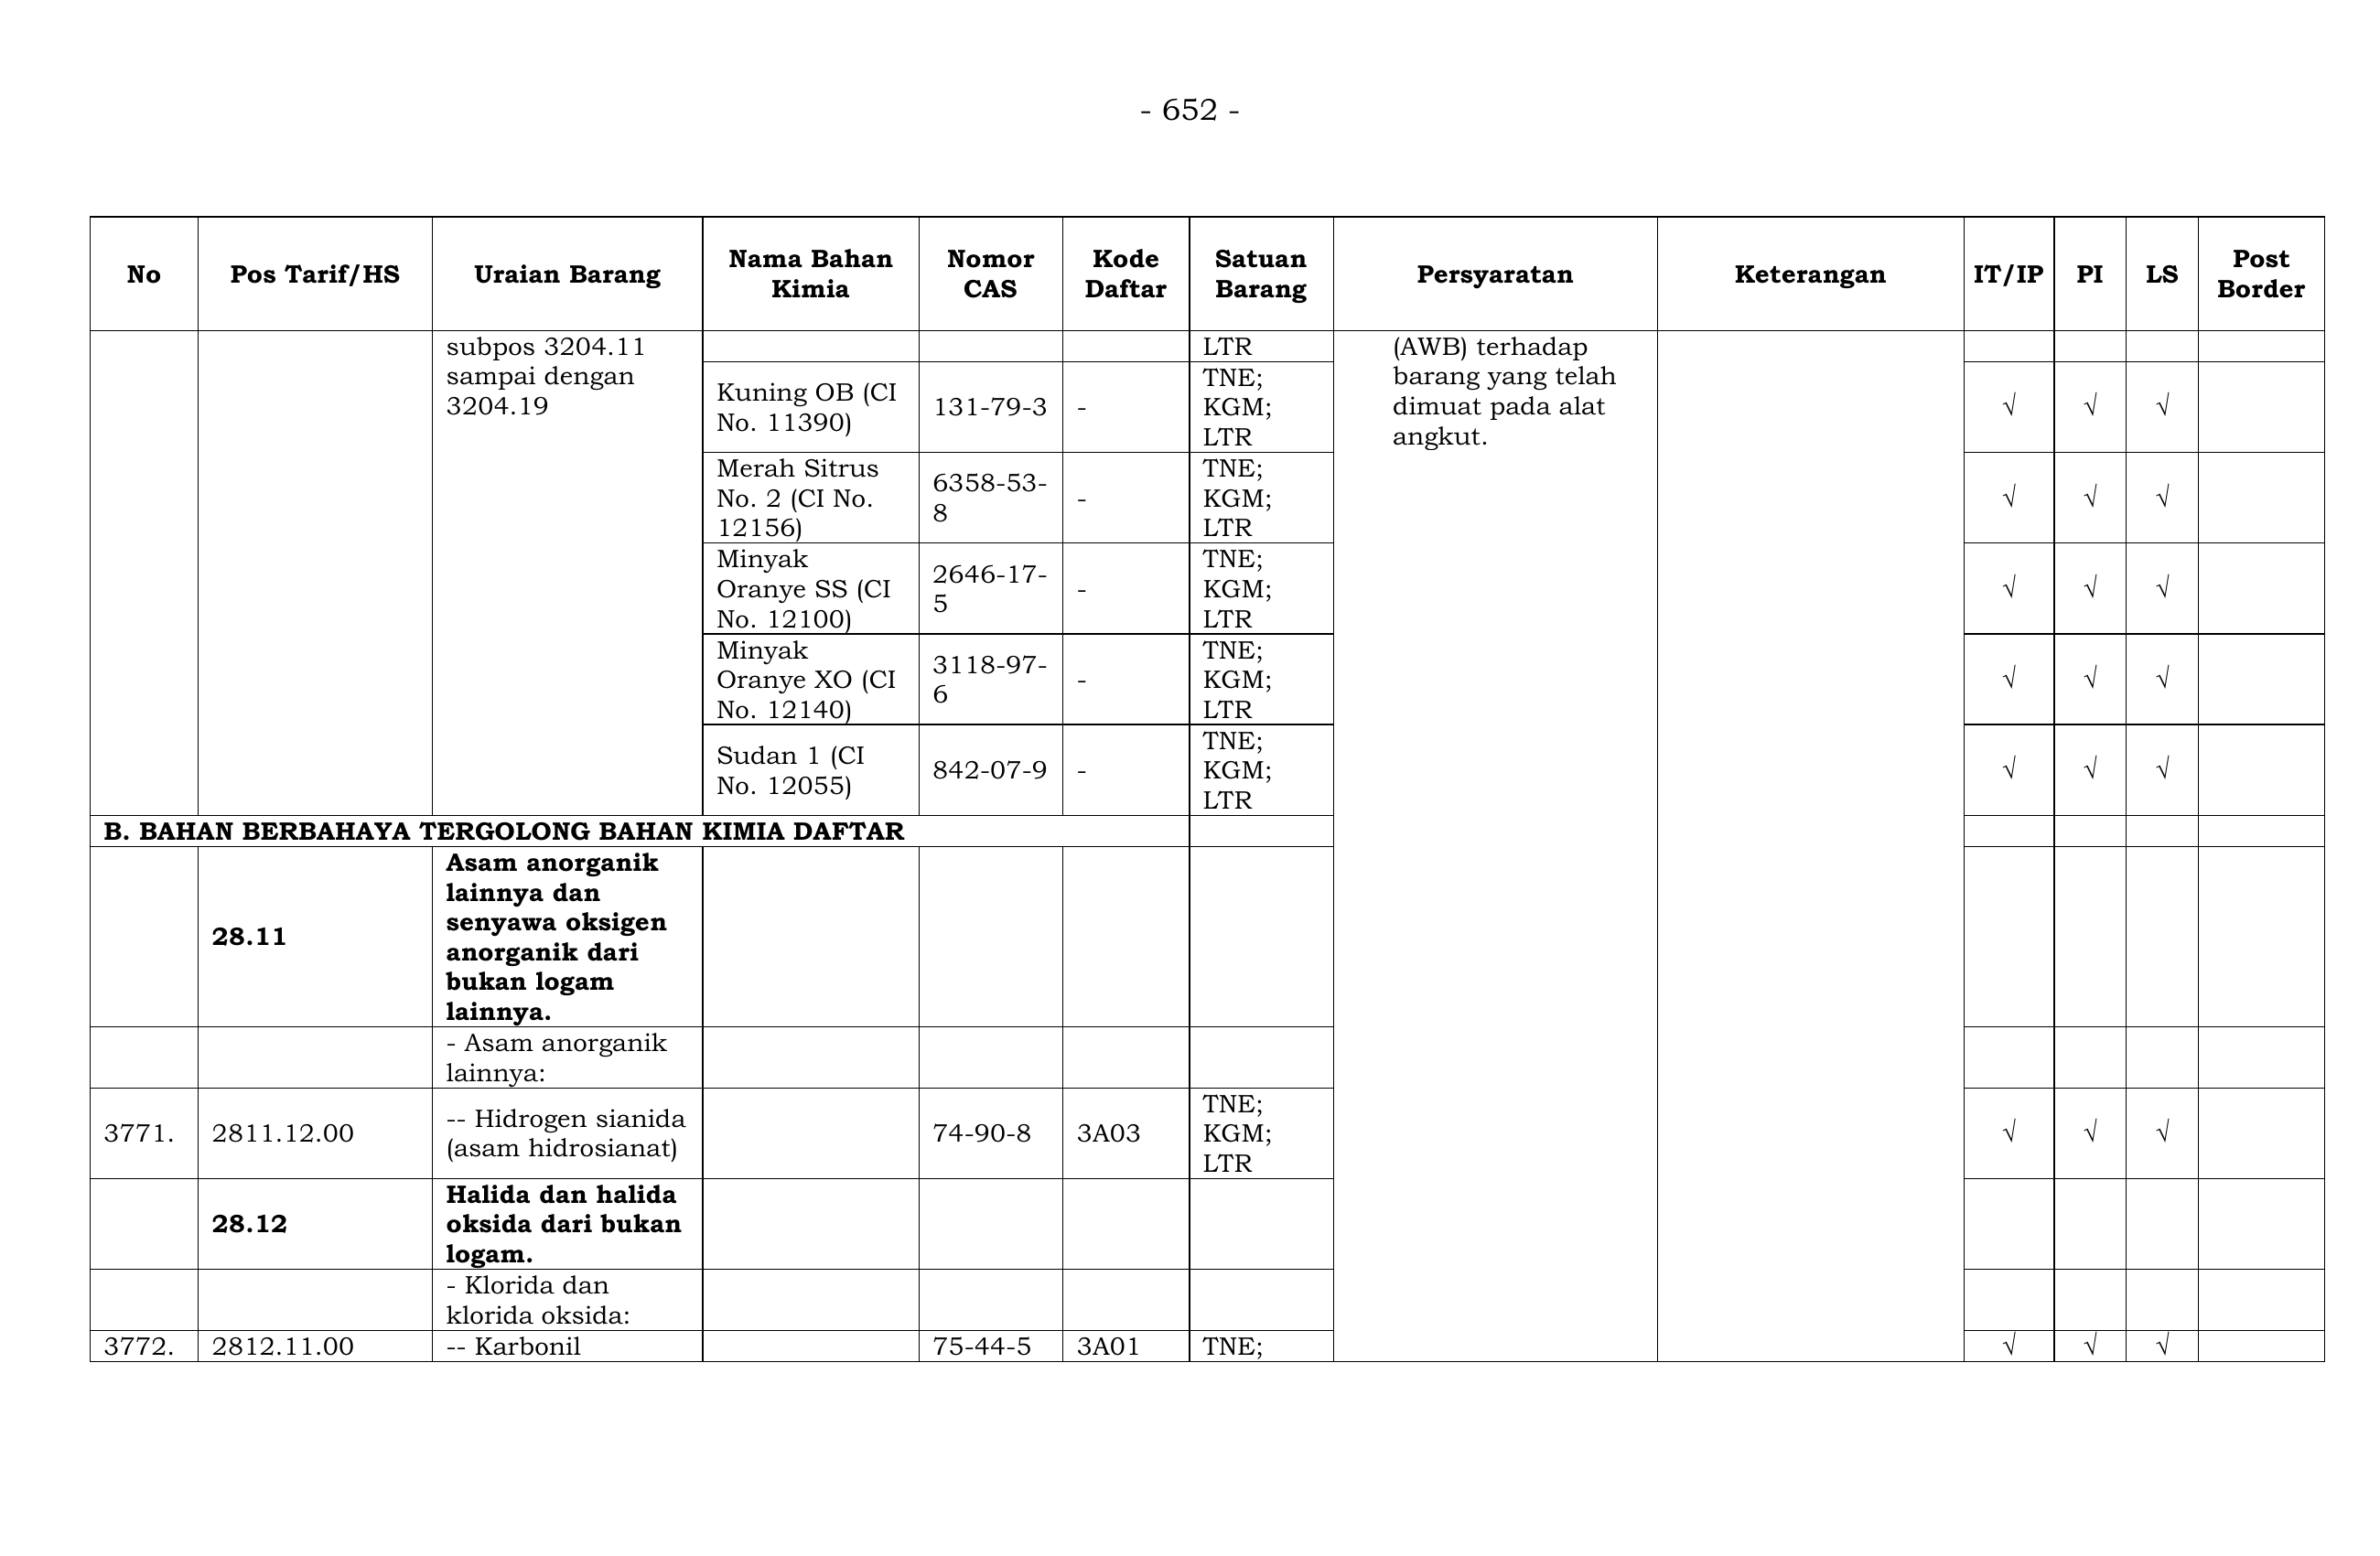 - 652 -
No
Pos Tarif/HS
Uraian Barang
Nama Bahan
Kimia
Nomor
CAS
Kode
Daftar
Satuan
Barang
Persyaratan
Keterangan
IT/IP
PI
LS
Post
Border
subpos 3204.11
sampai dengan
3204.19
LTR
(AWB) terhadap
barang yang telah
dimuat pada alat
angkut.
Kuning OB (CI
No. 11390)
131-79-3
-
TNE;
KGM;
LTR
√ √ √
Merah Sitrus
No. 2 (CI No.
12156)
6358-53-
8
-
TNE;
KGM;
LTR
√ √ √
Minyak
Oranye SS (CI
No. 12100)
2646-17-
5
-
TNE;
KGM;
LTR
√ √ √
Minyak
Oranye XO (CI
No. 12140)
3118-97-
6
-
TNE;
KGM;
LTR
√ √ √
Sudan 1 (CI
No. 12055)
842-07-9
-
TNE;
KGM;
LTR
√ √ √
B. BAHAN BERBAHAYA TERGOLONG BAHAN KIMIA DAFTAR
28.11
Asam anorganik
lainnya dan
senyawa oksigen
anorganik dari
bukan logam
lainnya.
- Asam anorganik
lainnya:
3771.
2811.12.00
-- Hidrogen sianida
(asam hidrosianat)
74-90-8
3A03
TNE;
KGM;
LTR
√ √ √
28.12
Halida dan halida
oksida dari bukan
logam.
- Klorida dan
klorida oksida:
3772.
2812.11.00
-- Karbonil
75-44-5
3A01
TNE;
√ √ √